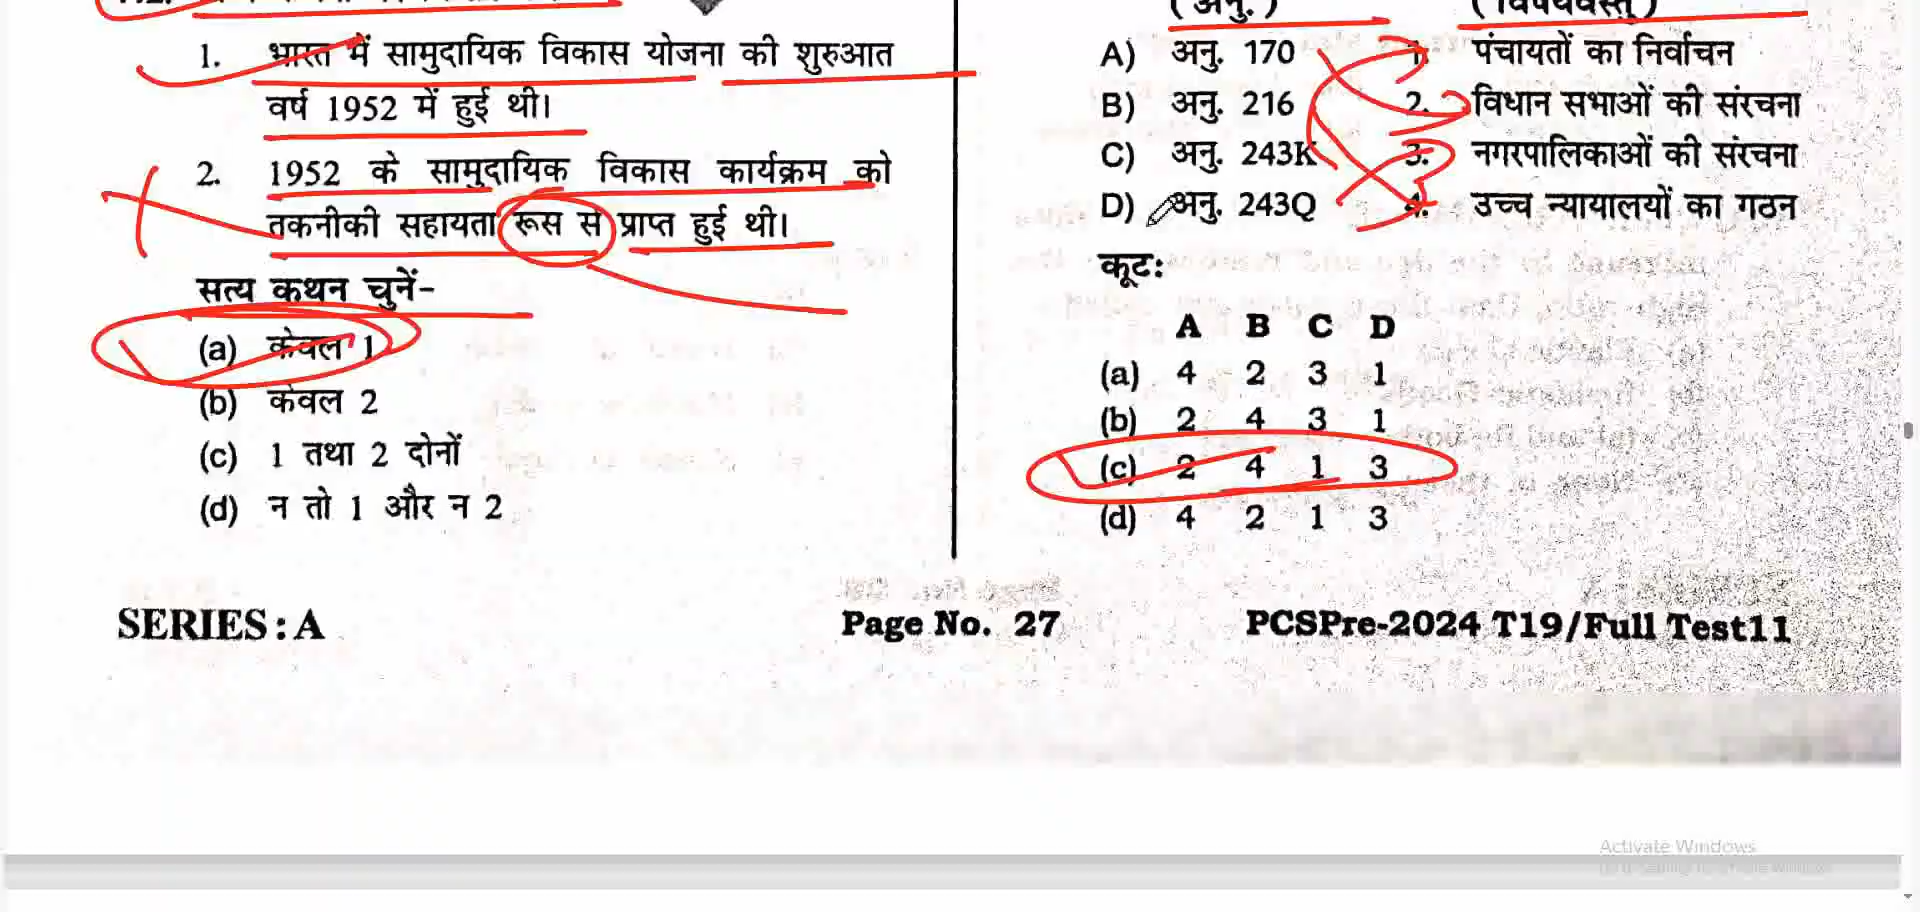 1. भारत में सामुदायिक विकास योजना की शुरुआत
वर्ष 1952 में हुई थी।
2. 1952 के सामुदायिक विकास कार्यक्रम को
तकनीकी सहायता रूस से प्राप्त हुई थी।
सत्य कथन चुनें-
(a) केवल 1
(b) केवल 2
(c) 1 तथा 2 दोनों
(d) न तो 1 और न 2
(अनु.) (विषयवस्तु)
A) अनु. 170 1. पंचायतों का निर्वाचन
B) अनु. 216 2. विधान सभाओं की संरचना
C) अनु. 243K 3. नगरपालिकाओं की संरचना
D) अनु. 243Q 4. उच्च न्यायालयों का गठन
कूट:
A B C D
(a) 4 2 3 1
(b) 2 4 3 1
(c) 2 4 1 3
(d) 4 2 1 3
SERIES : A Page No. 27 PCSPre-2024 T19/Full Test11
Activate Windows